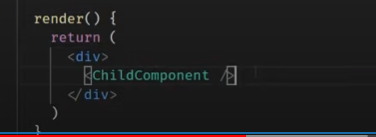 render() {
return (
<div>
<ChildComponent />
</div>
)
}